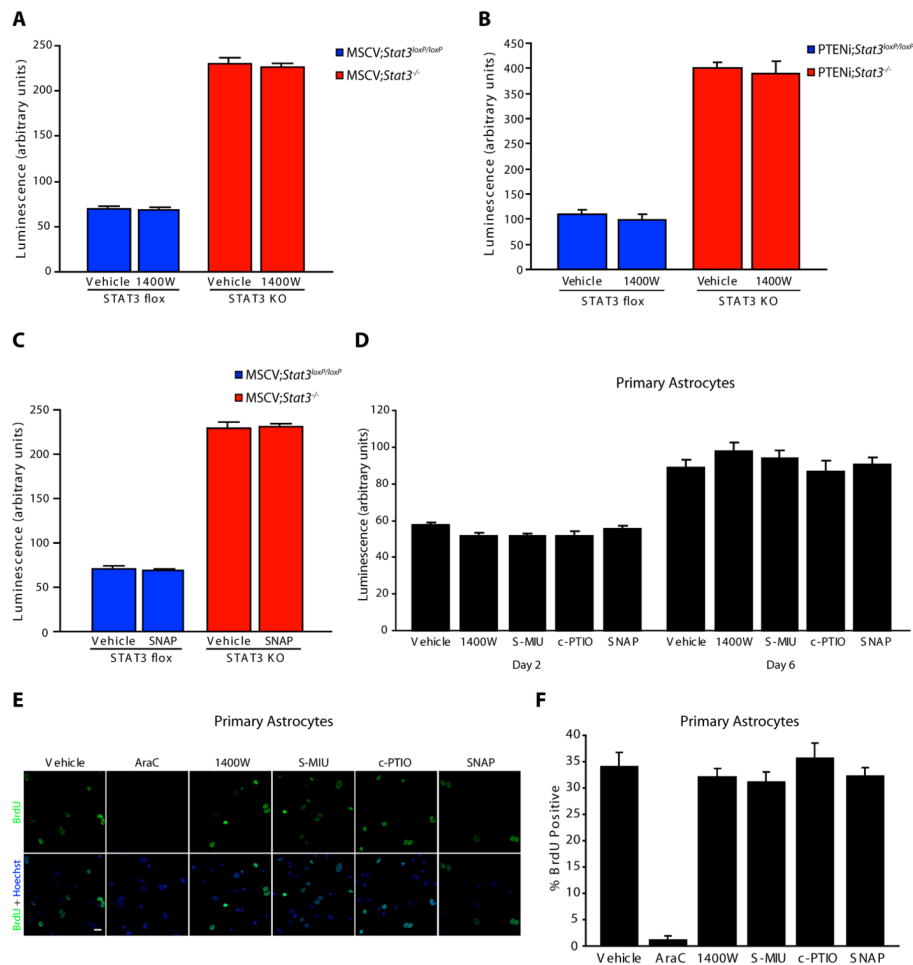 A
250
200
150
100
50
0
Luminescence (arbitrary units)
MSCV;Stat3loxP/loxP
MSCV;Stat3-/-
Vehicle 1400W Vehicle 1400W
STAT3 flox STAT3 KO
B
450
400
350
300
250
200
150
100
50
0
Luminescence (arbitrary units)
PTENi;Stat3loxP/loxP
PTENi;Stat3-/-
Vehicle 1400W Vehicle 1400W
STAT3 flox STAT3 KO
C
MSCV;Stat3loxP/loxP
MSCV;Stat3-/-
250
200
150
100
50
0
Luminescence (arbitrary units)
Vehicle SNAP Vehicle SNAP
STAT3 flox STAT3 KO
D
Primary Astrocytes
120
100
80
60
40
20
0
Luminescence (arbitrary units)
Vehicle 1400W S-MIU c-PTIO SNAP Vehicle 1400W S-MIU c-PTIO SNAP
Day 2 Day 6
E
Primary Astrocytes
Vehicle AraC 1400W S-MIU c-PTIO SNAP
BrdU
BrdU + Hoechst
F
Primary Astrocytes
40
35
30
25
20
15
10
5
0
% BrdU Positive
Vehicle AraC 1400W S-MIU c-PTIO SNAP